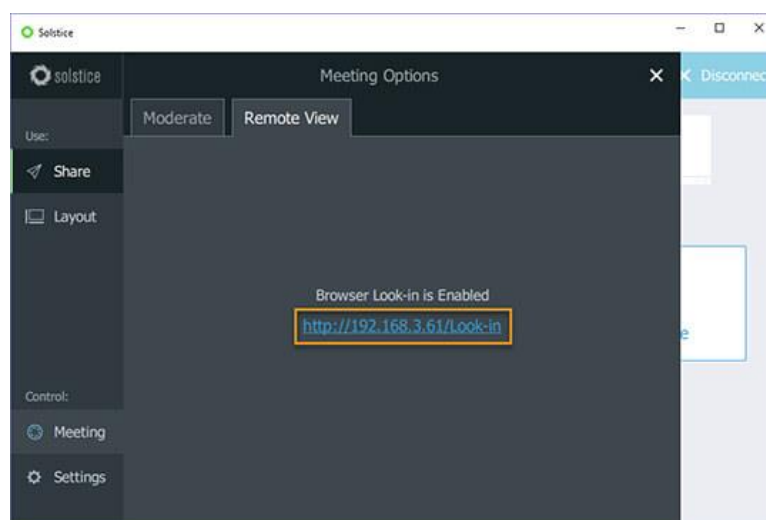 Solstice
solstice
Meeting Options
Disconnec
Moderate
Remote View
Use:
Share
Layout
Browser Look-in is Enabled
http://192.168.3.61/Look-in
e
Control:
Meeting
Settings